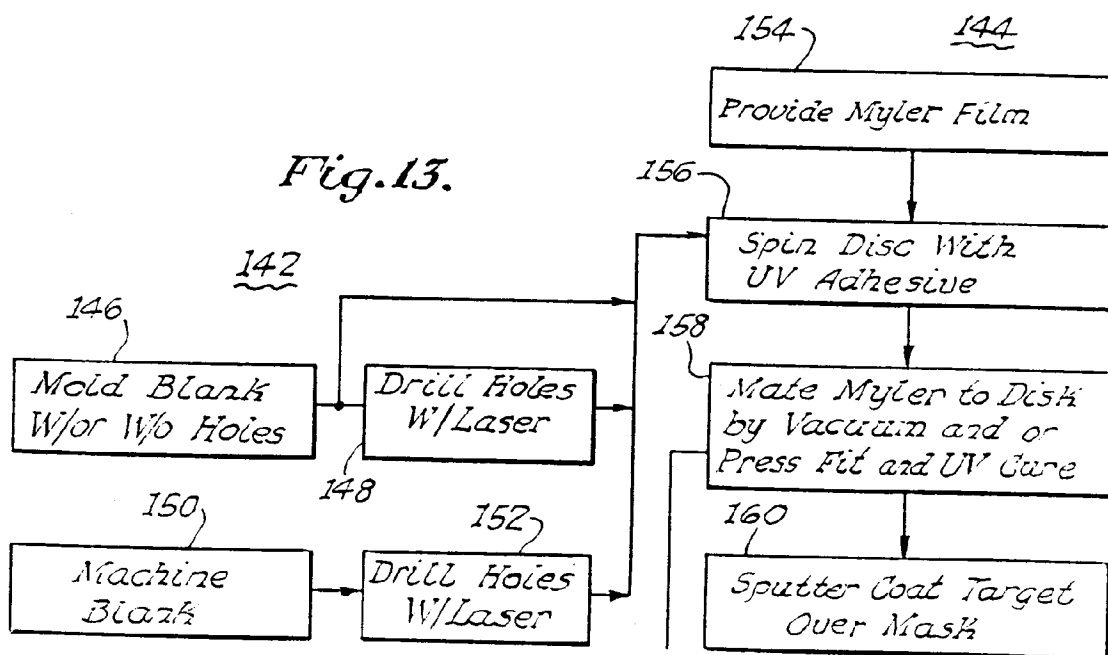 154
144
Provide Myler Film
Fig.13.
156
Spin Disc With
UV Adhesive
142
146
Mold Blank
W/or W/o Holes
Drill Holes
W/Laser
148
158
Mate Myler to Disk
by Vacuum and or
Press Fit and UV Cure
150
Machine
Blank
152
Drill Holes
W/Laser
160
Sputter Coat Target
Over Mask